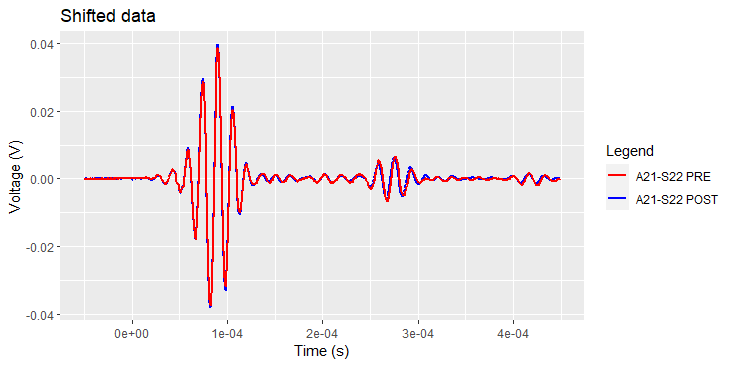 Shifted data
Voltage (V)
0.04
0.02
0.00
-0.02
-0.04
0e+00
1e-04
2e-04
3e-04
4e-04
Time (s)
Legend
A21-S22 PRE
A21-S22 POST